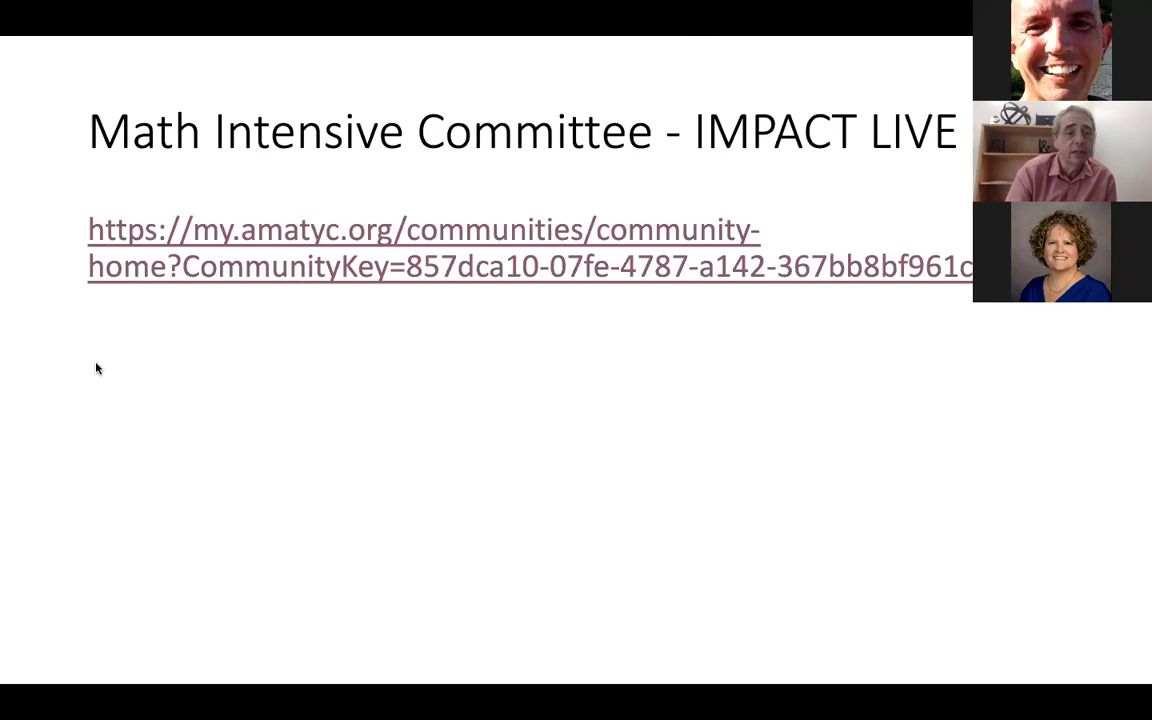 Math Intensive Committee - IMPACT LIVE
https://my.amatyc.org/communities/community-
home?CommunityKey=857dca10-07fe-4787-a142-367bb8bf961c